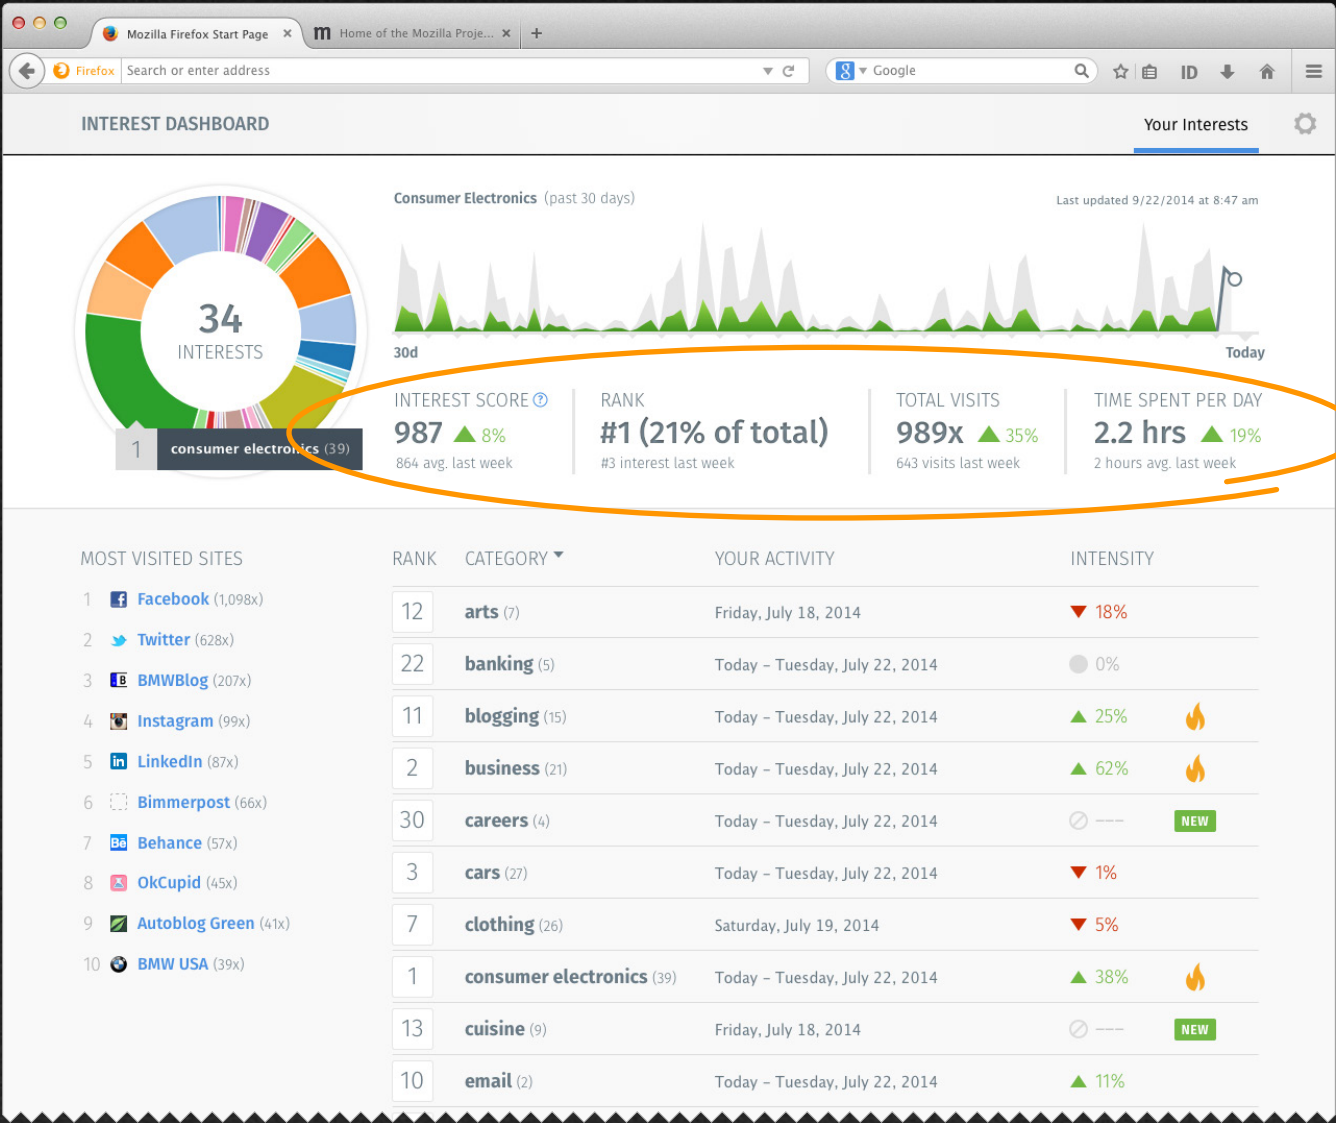 Mozilla Firefox Start Page ×
m Home of the Mozilla Proje... × +
Firefox Search or enter address
8 Google
ID
INTEREST DASHBOARD
Your Interests
Consumer Electronics (past 30 days)
Last updated 9/22/2014 at 8:47 am
34
INTERESTS
30d
Today
1 consumer electronics (39)
INTEREST SCORE ?
987 8%
864 avg. last week
RANK
#1 (21% of total)
#3 interest last week
TOTAL VISITS
989x 35%
643 visits last week
TIME SPENT PER DAY
2.2 hrs 19%
2 hours avg. last week
MOST VISITED SITES
1 Facebook (1,098x)
2 Twitter (628x)
3 B BMWBlog (207x)
4 Instagram (99x)
5 in LinkedIn (87x)
6 Bimmerpost (66x)
7 Bē Behance (57x)
8 OkCupid (45x)
9 Autoblog Green (41x)
10 BMW USA (39x)
RANK CATEGORY YOUR ACTIVITY INTENSITY
12 arts (7) Friday, July 18, 2014 18%
22 banking (5) Today – Tuesday, July 22, 2014 0%
11 blogging (15) Today – Tuesday, July 22, 2014 25%
2 business (21) Today – Tuesday, July 22, 2014 62%
30 careers (4) Today – Tuesday, July 22, 2014 --- NEW
3 cars (27) Today – Tuesday, July 22, 2014 1%
7 clothing (26) Saturday, July 19, 2014 5%
1 consumer electronics (39) Today – Tuesday, July 22, 2014 38%
13 cuisine (9) Friday, July 18, 2014 --- NEW
10 email (2) Today – Tuesday, July 22, 2014 11%